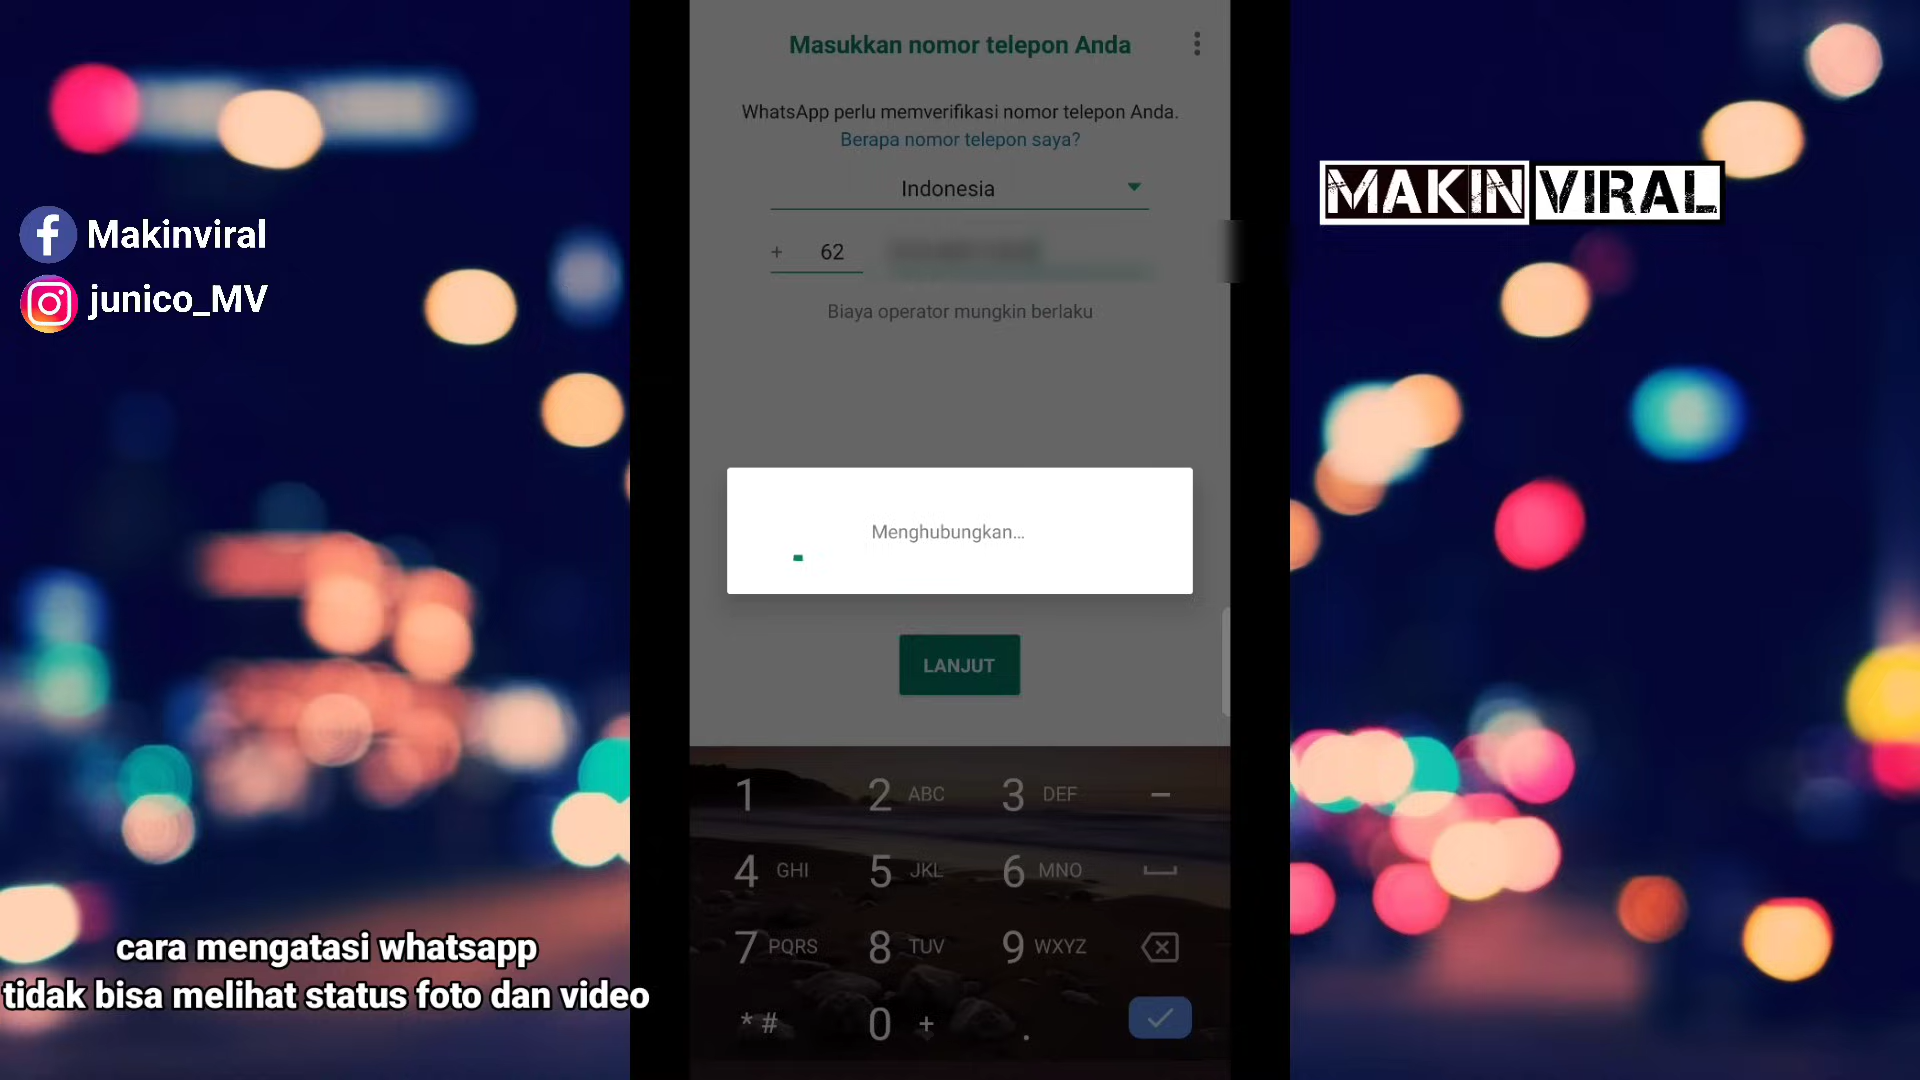 Masukkan nomor telepon Anda
WhatsApp perlu memverifikasi nomor telepon Anda.
Berapa nomor telepon saya?
Indonesia
+ 62
Biaya operator mungkin berlaku
Menghubungkan...
LANJUT
1 2 ABC 3 DEF -
4 GHI 5 JKL 6 MNO
7 PQRS 8 TUV 9 WXYZ
* # 0 + .
Makinviral
junico_MV
MAKIN VIRAL
cara mengatasi whatsapp
tidak bisa melihat status foto dan video